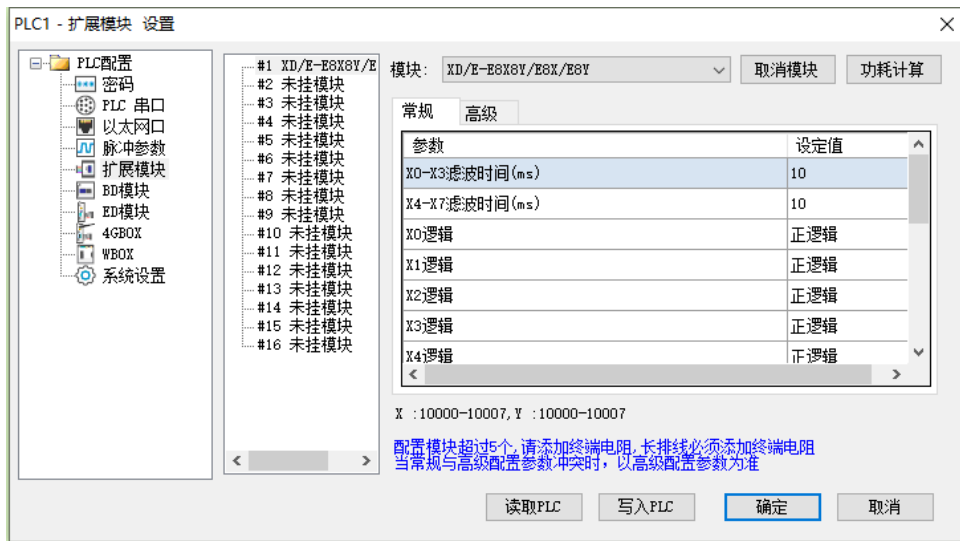 PLC1 - 扩展模块 设置
PLC配置
密码
PLC 串口
以太网口
脉冲参数
扩展模块
BD模块
ED模块
4GBOX
WBOX
系统设置
#1 XD/E-E8X8Y/E
#2 未挂模块
#3 未挂模块
#4 未挂模块
#5 未挂模块
#6 未挂模块
#7 未挂模块
#8 未挂模块
#9 未挂模块
#10 未挂模块
#11 未挂模块
#12 未挂模块
#13 未挂模块
#14 未挂模块
#15 未挂模块
#16 未挂模块
模块: XD/E-E8X8Y/E8X/E8Y 取消模块 功耗计算
常规 高级
参数 设定值
X0-X3滤波时间(ms) 10
X4-X7滤波时间(ms) 10
X0逻辑 正逻辑
X1逻辑 正逻辑
X2逻辑 正逻辑
X3逻辑 正逻辑
X4逻辑 正逻辑
X :10000-10007,Y :10000-10007
配置模块超过5个,请添加终端电阻,长排线必须添加终端电阻
当常规与高级配置参数冲突时，以高级配置参数为准
读取PLC 写入PLC 确定 取消